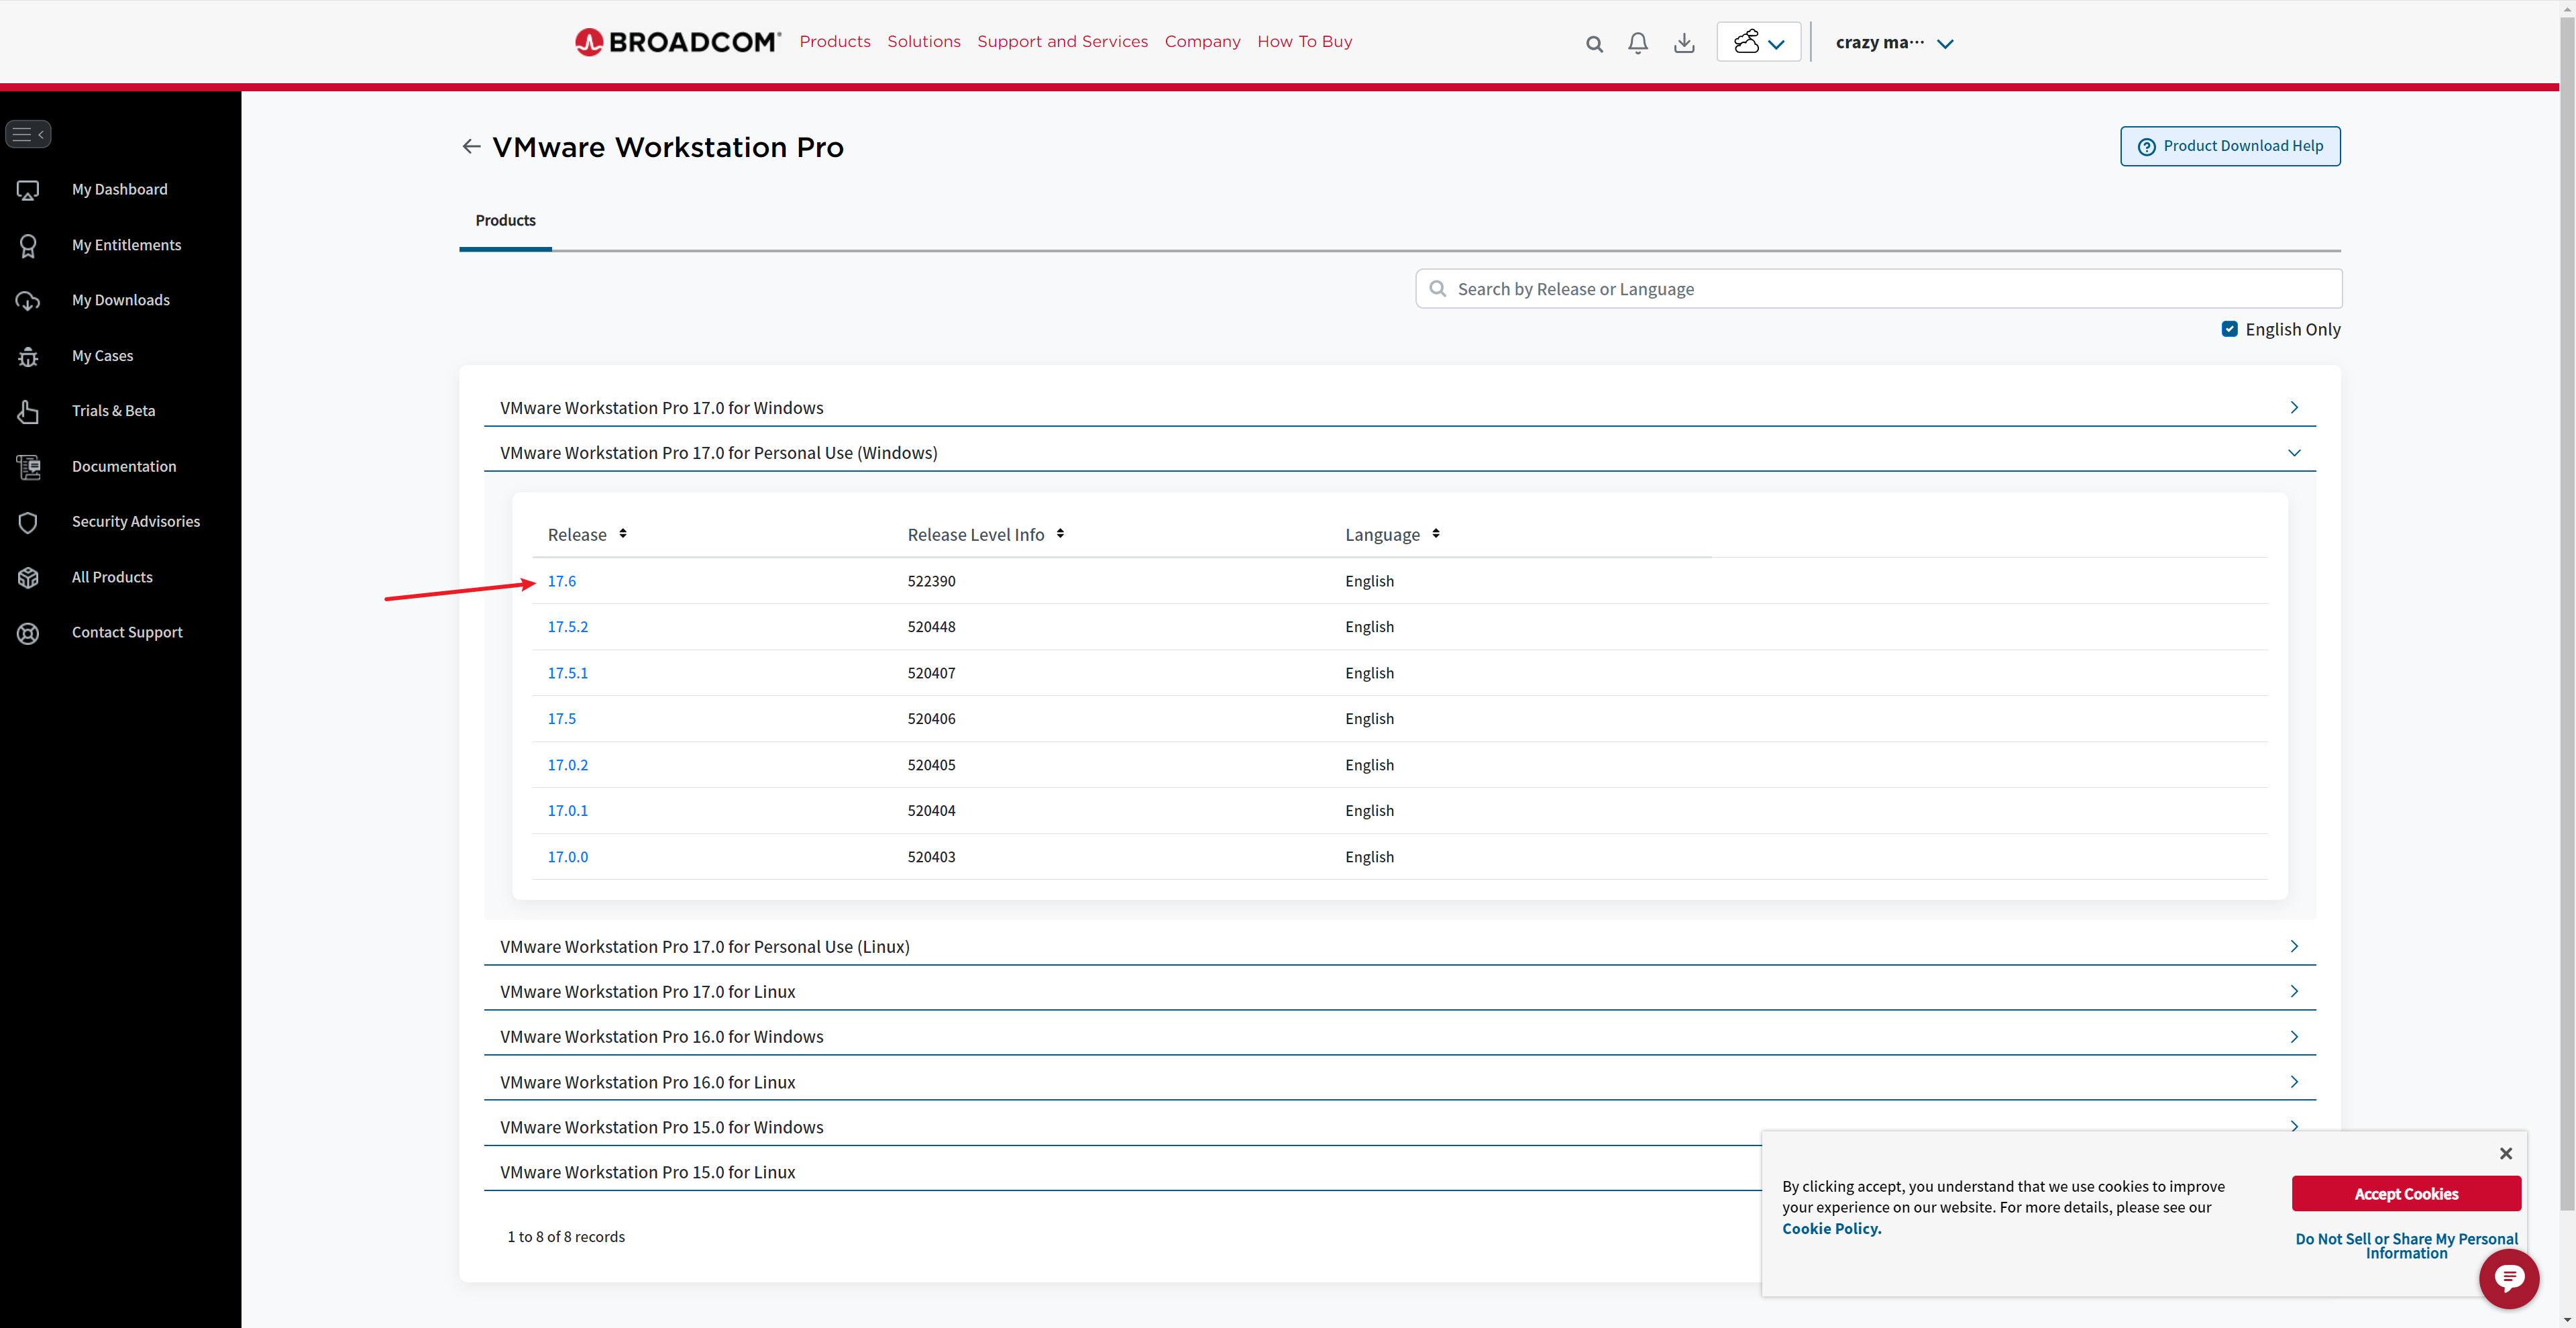 BROADCOM
Products Solutions Support and Services Company How To Buy
crazy ma···
My Dashboard
My Entitlements
My Downloads
My Cases
Trials & Beta
Documentation
Security Advisories
All Products
Contact Support
VMware Workstation Pro
Product Download Help
Products
Search by Release or Language
English Only
VMware Workstation Pro 17.0 for Windows
VMware Workstation Pro 17.0 for Personal Use (Windows)
Release Release Level Info Language
17.6 522390 English
17.5.2 520448 English
17.5.1 520407 English
17.5 520406 English
17.0.2 520405 English
17.0.1 520404 English
17.0.0 520403 English
VMware Workstation Pro 17.0 for Personal Use (Linux)
VMware Workstation Pro 17.0 for Linux
VMware Workstation Pro 16.0 for Windows
VMware Workstation Pro 16.0 for Linux
VMware Workstation Pro 15.0 for Windows
VMware Workstation Pro 15.0 for Linux
1 to 8 of 8 records
By clicking accept, you understand that we use cookies to improve
your experience on our website. For more details, please see our
Cookie Policy.
Accept Cookies
Do Not Sell or Share My Personal
Information